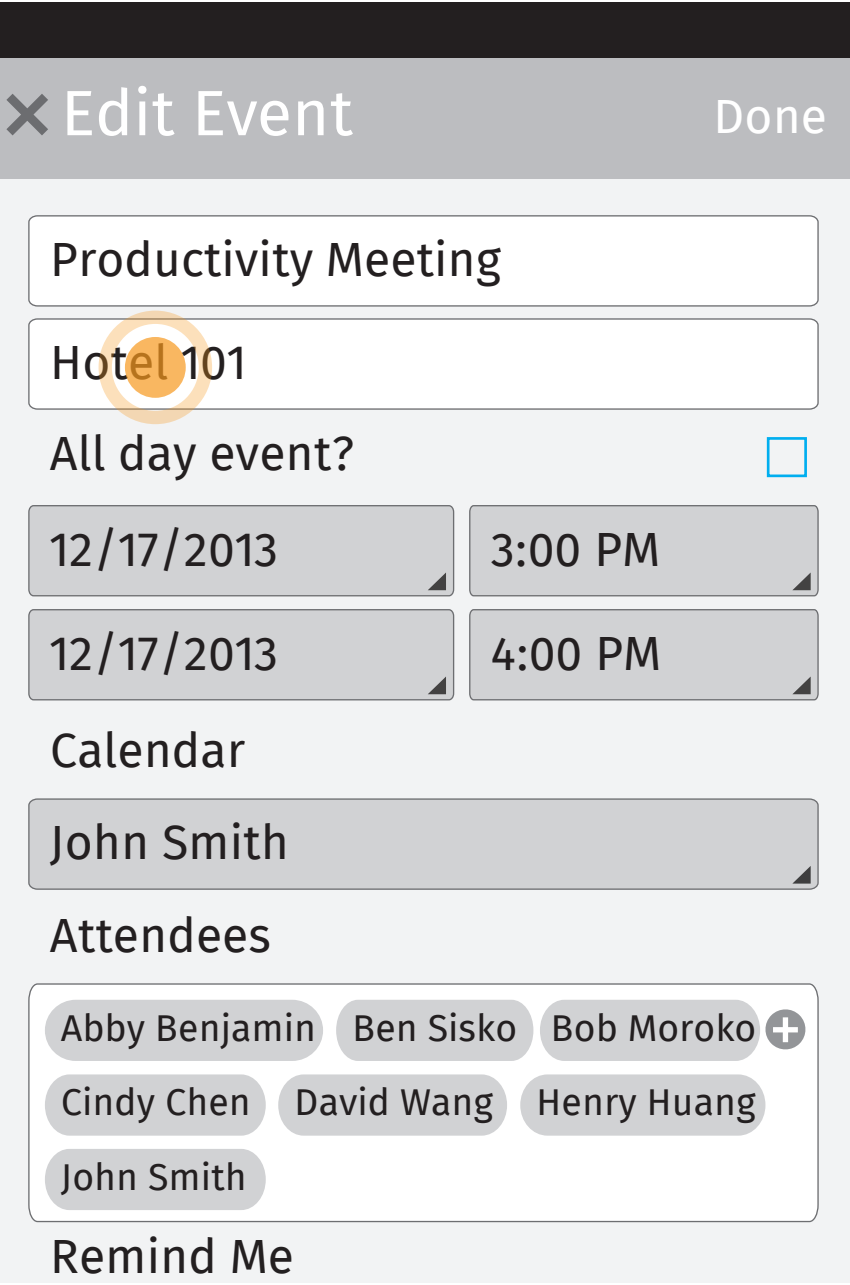 Edit Event Done
Productivity Meeting
Hotel 101
All day event?
12/17/2013 3:00 PM
12/17/2013 4:00 PM
Calendar
John Smith
Attendees
Abby Benjamin Ben Sisko Bob Moroko
Cindy Chen David Wang Henry Huang
John Smith
Remind Me